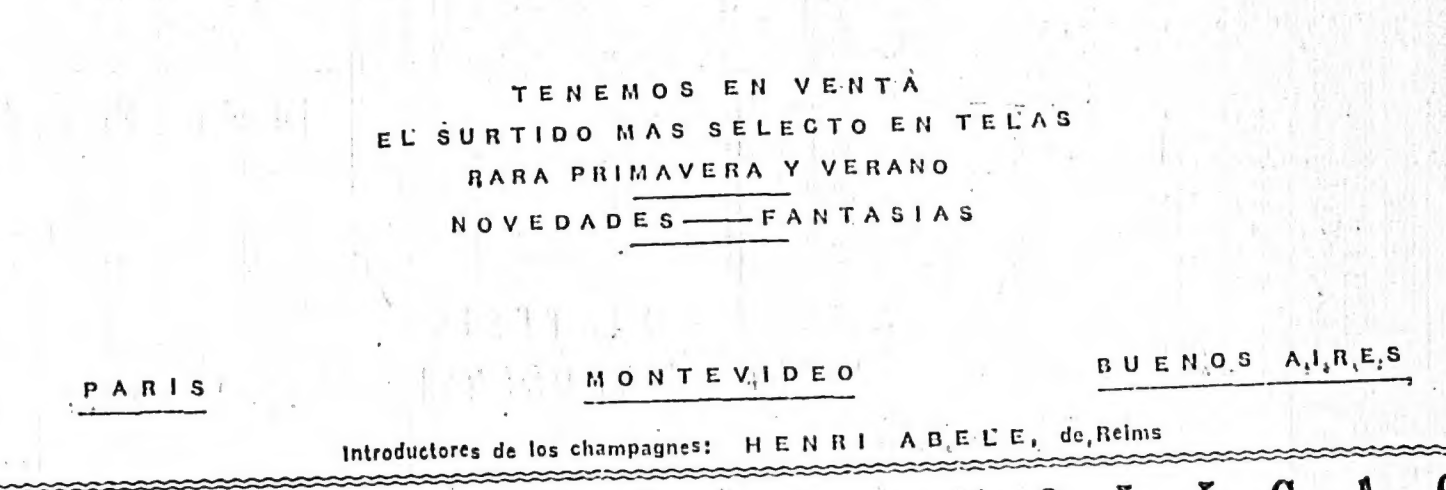 TENEMOS EN VENTA
EL SURTIDO MAS SELECTO EN TELAS
RARA PRIMAVERA Y VERANO
NOVEDADES — FANTASIAS
PARIS MONTEVIDEO BUENOS AIRES
Introductores de los champagnes: HENRI ABELE, de Reims